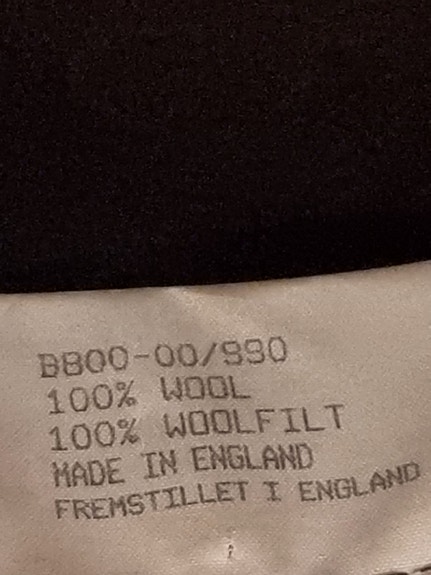 B800-00/990
100% WOOL
100% WOOLFILT
MADE IN ENGLAND
FREMSTILLET I ENGLAND